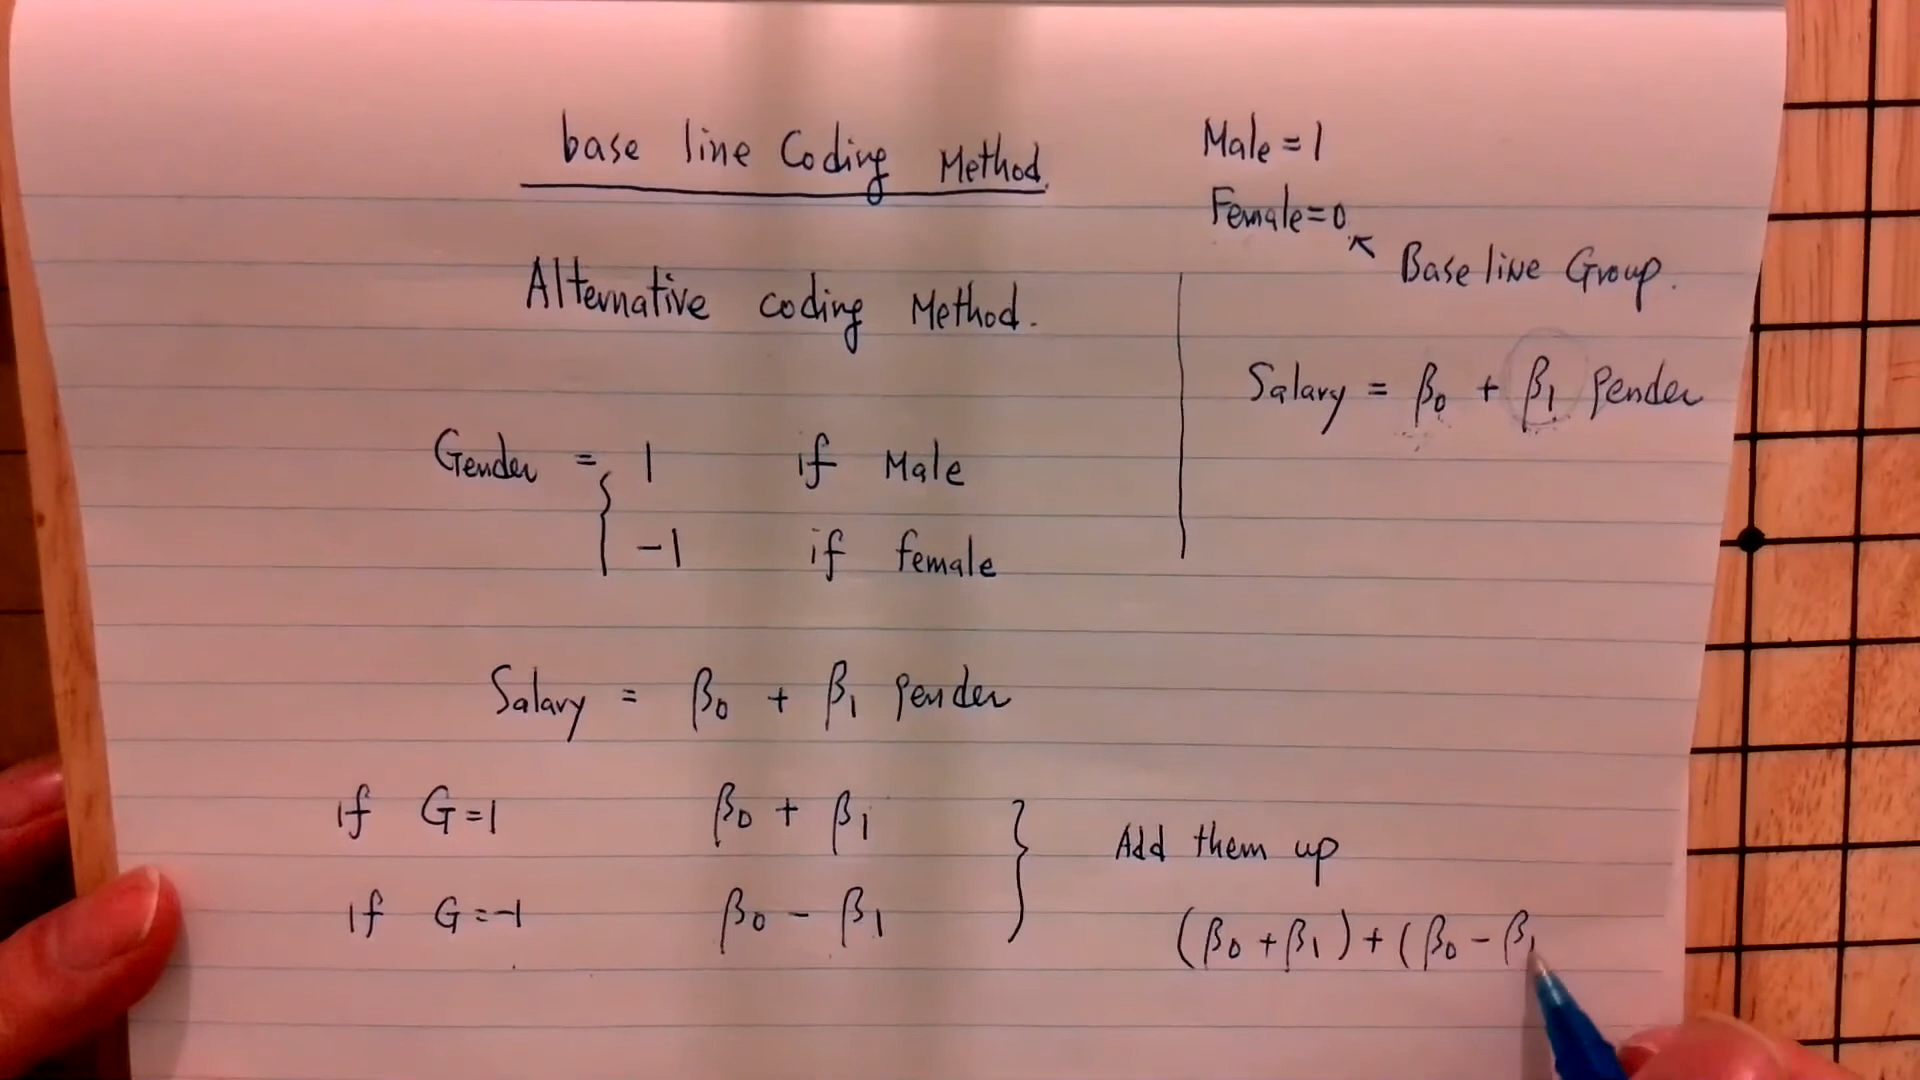 base line Coding Method.
Male = 1
Female = 0
Base line Group.
Alternative coding Method.
Salary = β0 + β1 gender
Gender = { 1 if Male
-1 if female
Salary = β0 + β1 gender
if G=1 β0 + β1
if G=-1 β0 - β1
Add them up
(β0 + β1) + (β0 - β1